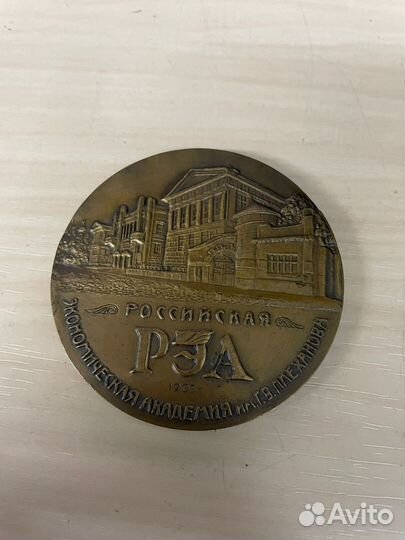 РОССИЙСКАЯ
РЭА
ЭКОНОМИЧЕСКАЯ АКАДЕМИЯ ИМ. Г.В. ПЛЕХАНОВА
Avito